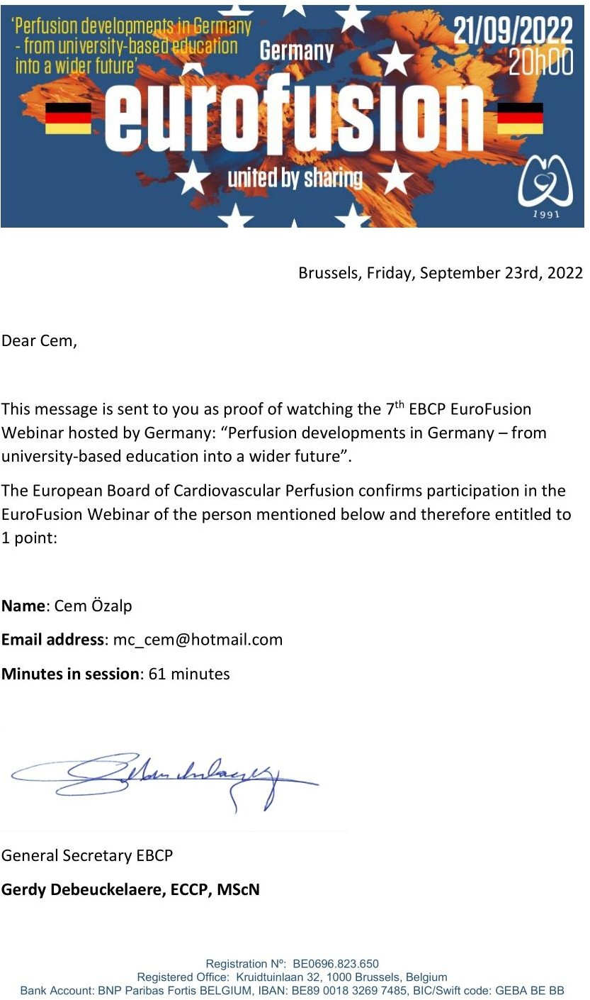 'Perfusion developments in Germany
- from university-based education
into a wider future'
Germany
21/09/2022
20h00
eurofusion
united by sharing
1991
Brussels, Friday, September 23rd, 2022
Dear Cem,
This message is sent to you as proof of watching the 7th EBCP EuroFusion
Webinar hosted by Germany: “Perfusion developments in Germany – from
university-based education into a wider future”.
The European Board of Cardiovascular Perfusion confirms participation in the
EuroFusion Webinar of the person mentioned below and therefore entitled to
1 point:
Name: Cem Özalp
Email address: mc_cem@hotmail.com
Minutes in session: 61 minutes
General Secretary EBCP
Gerdy Debeuckelaere, ECCP, MScN
Registration Nº: BE0696.823.650
Registered Office: Kruidtuinlaan 32, 1000 Brussels, Belgium
Bank Account: BNP Paribas Fortis BELGIUM, IBAN: BE89 0018 3269 7485, BIC/Swift code: GEBA BE BB